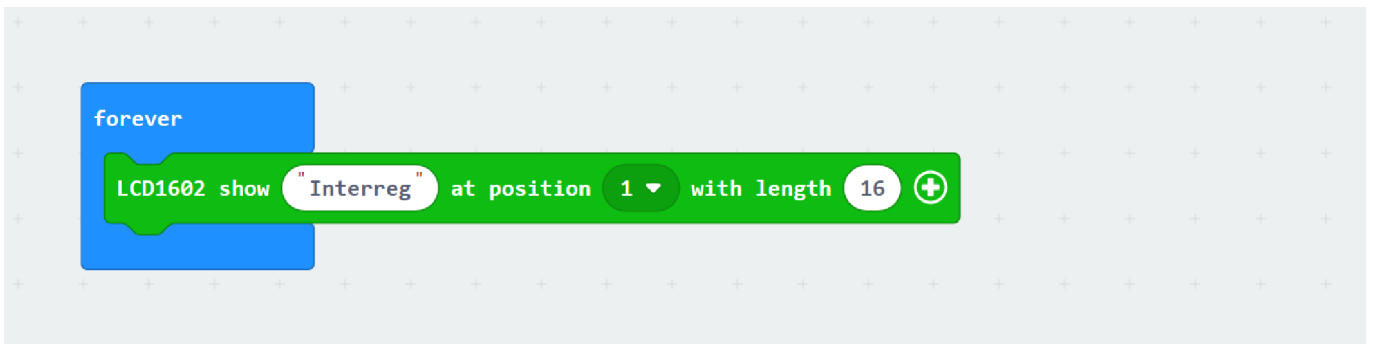 forever
LCD1602 show "Interreg" at position 1 with length 16